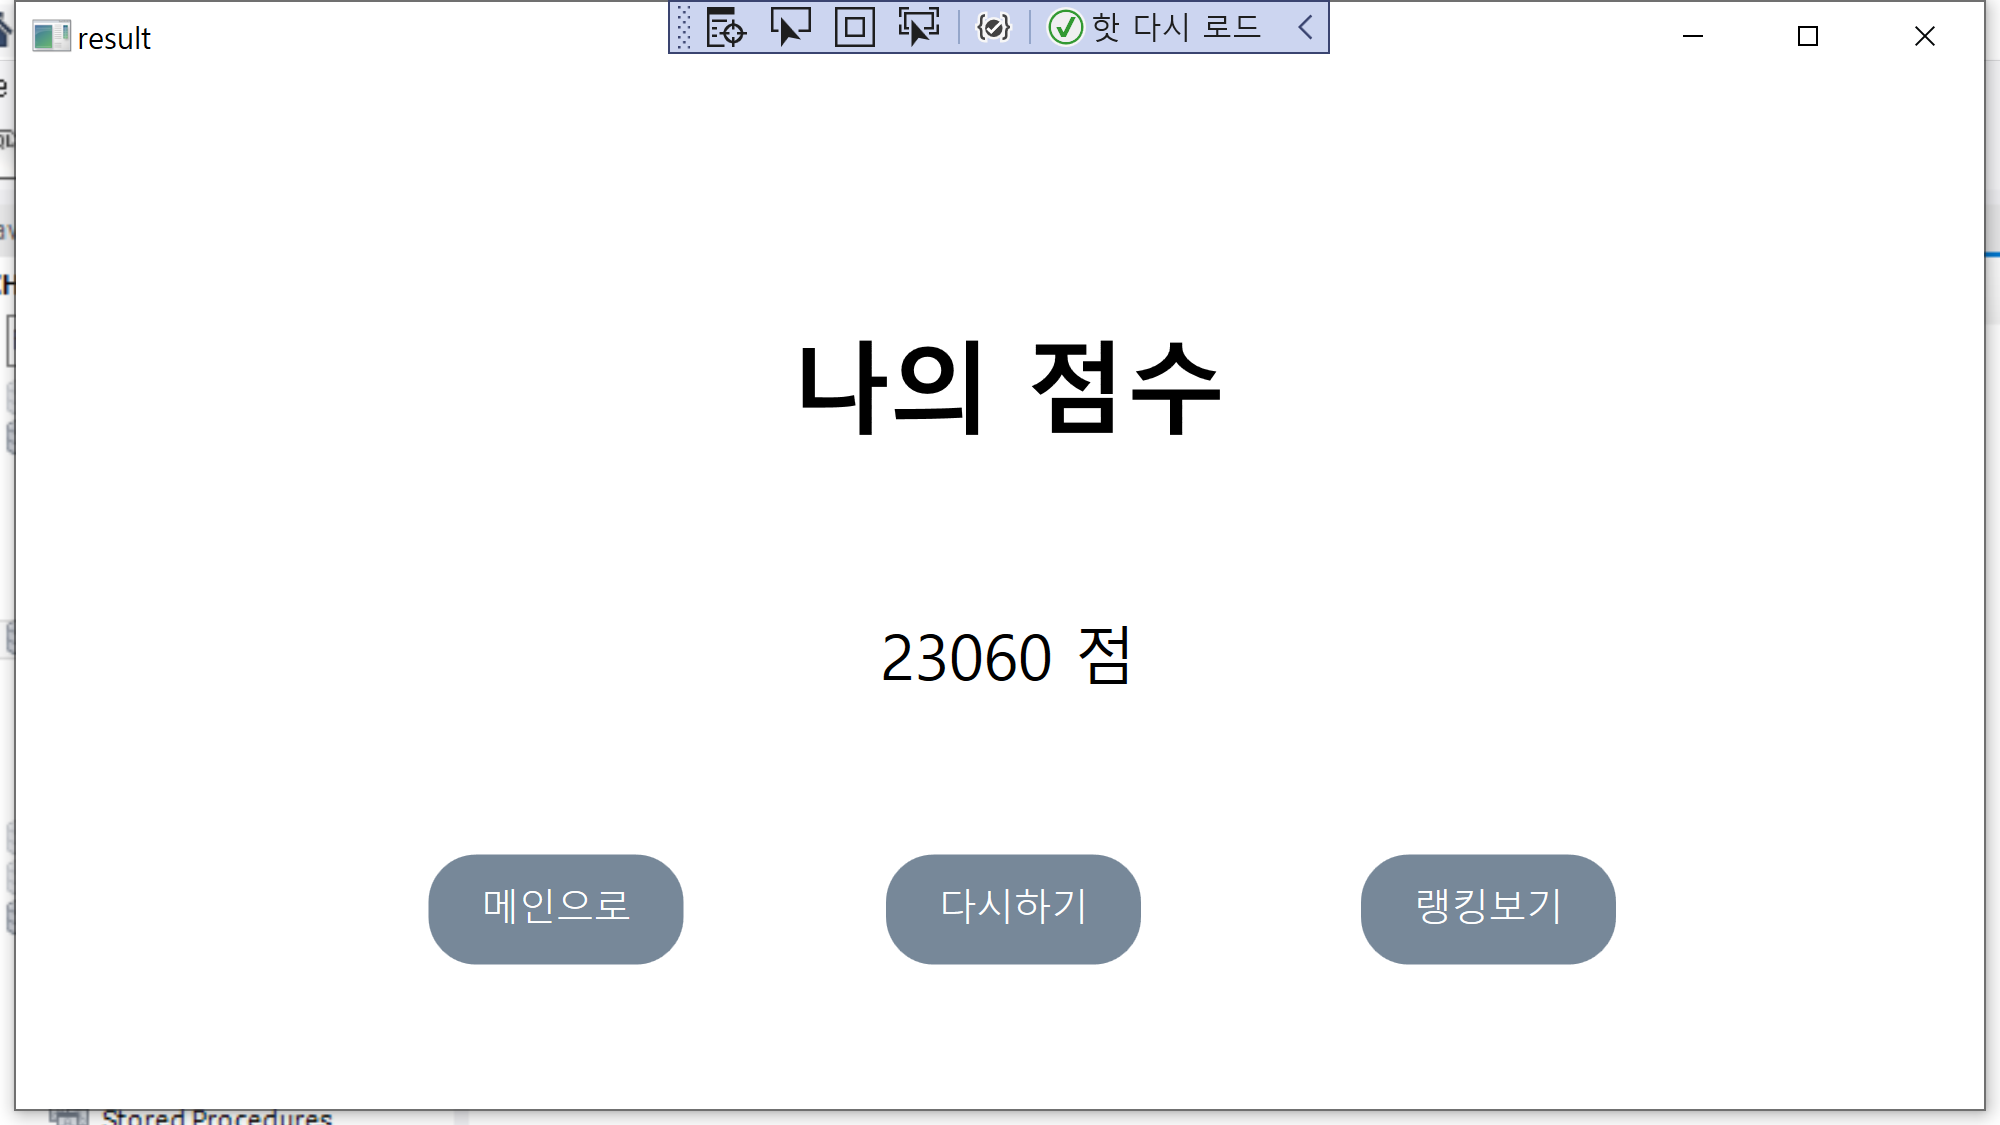 result
핫 다시 로드
나의 점수
23060 점
메인으로
다시하기
랭킹보기
Stored Procedures